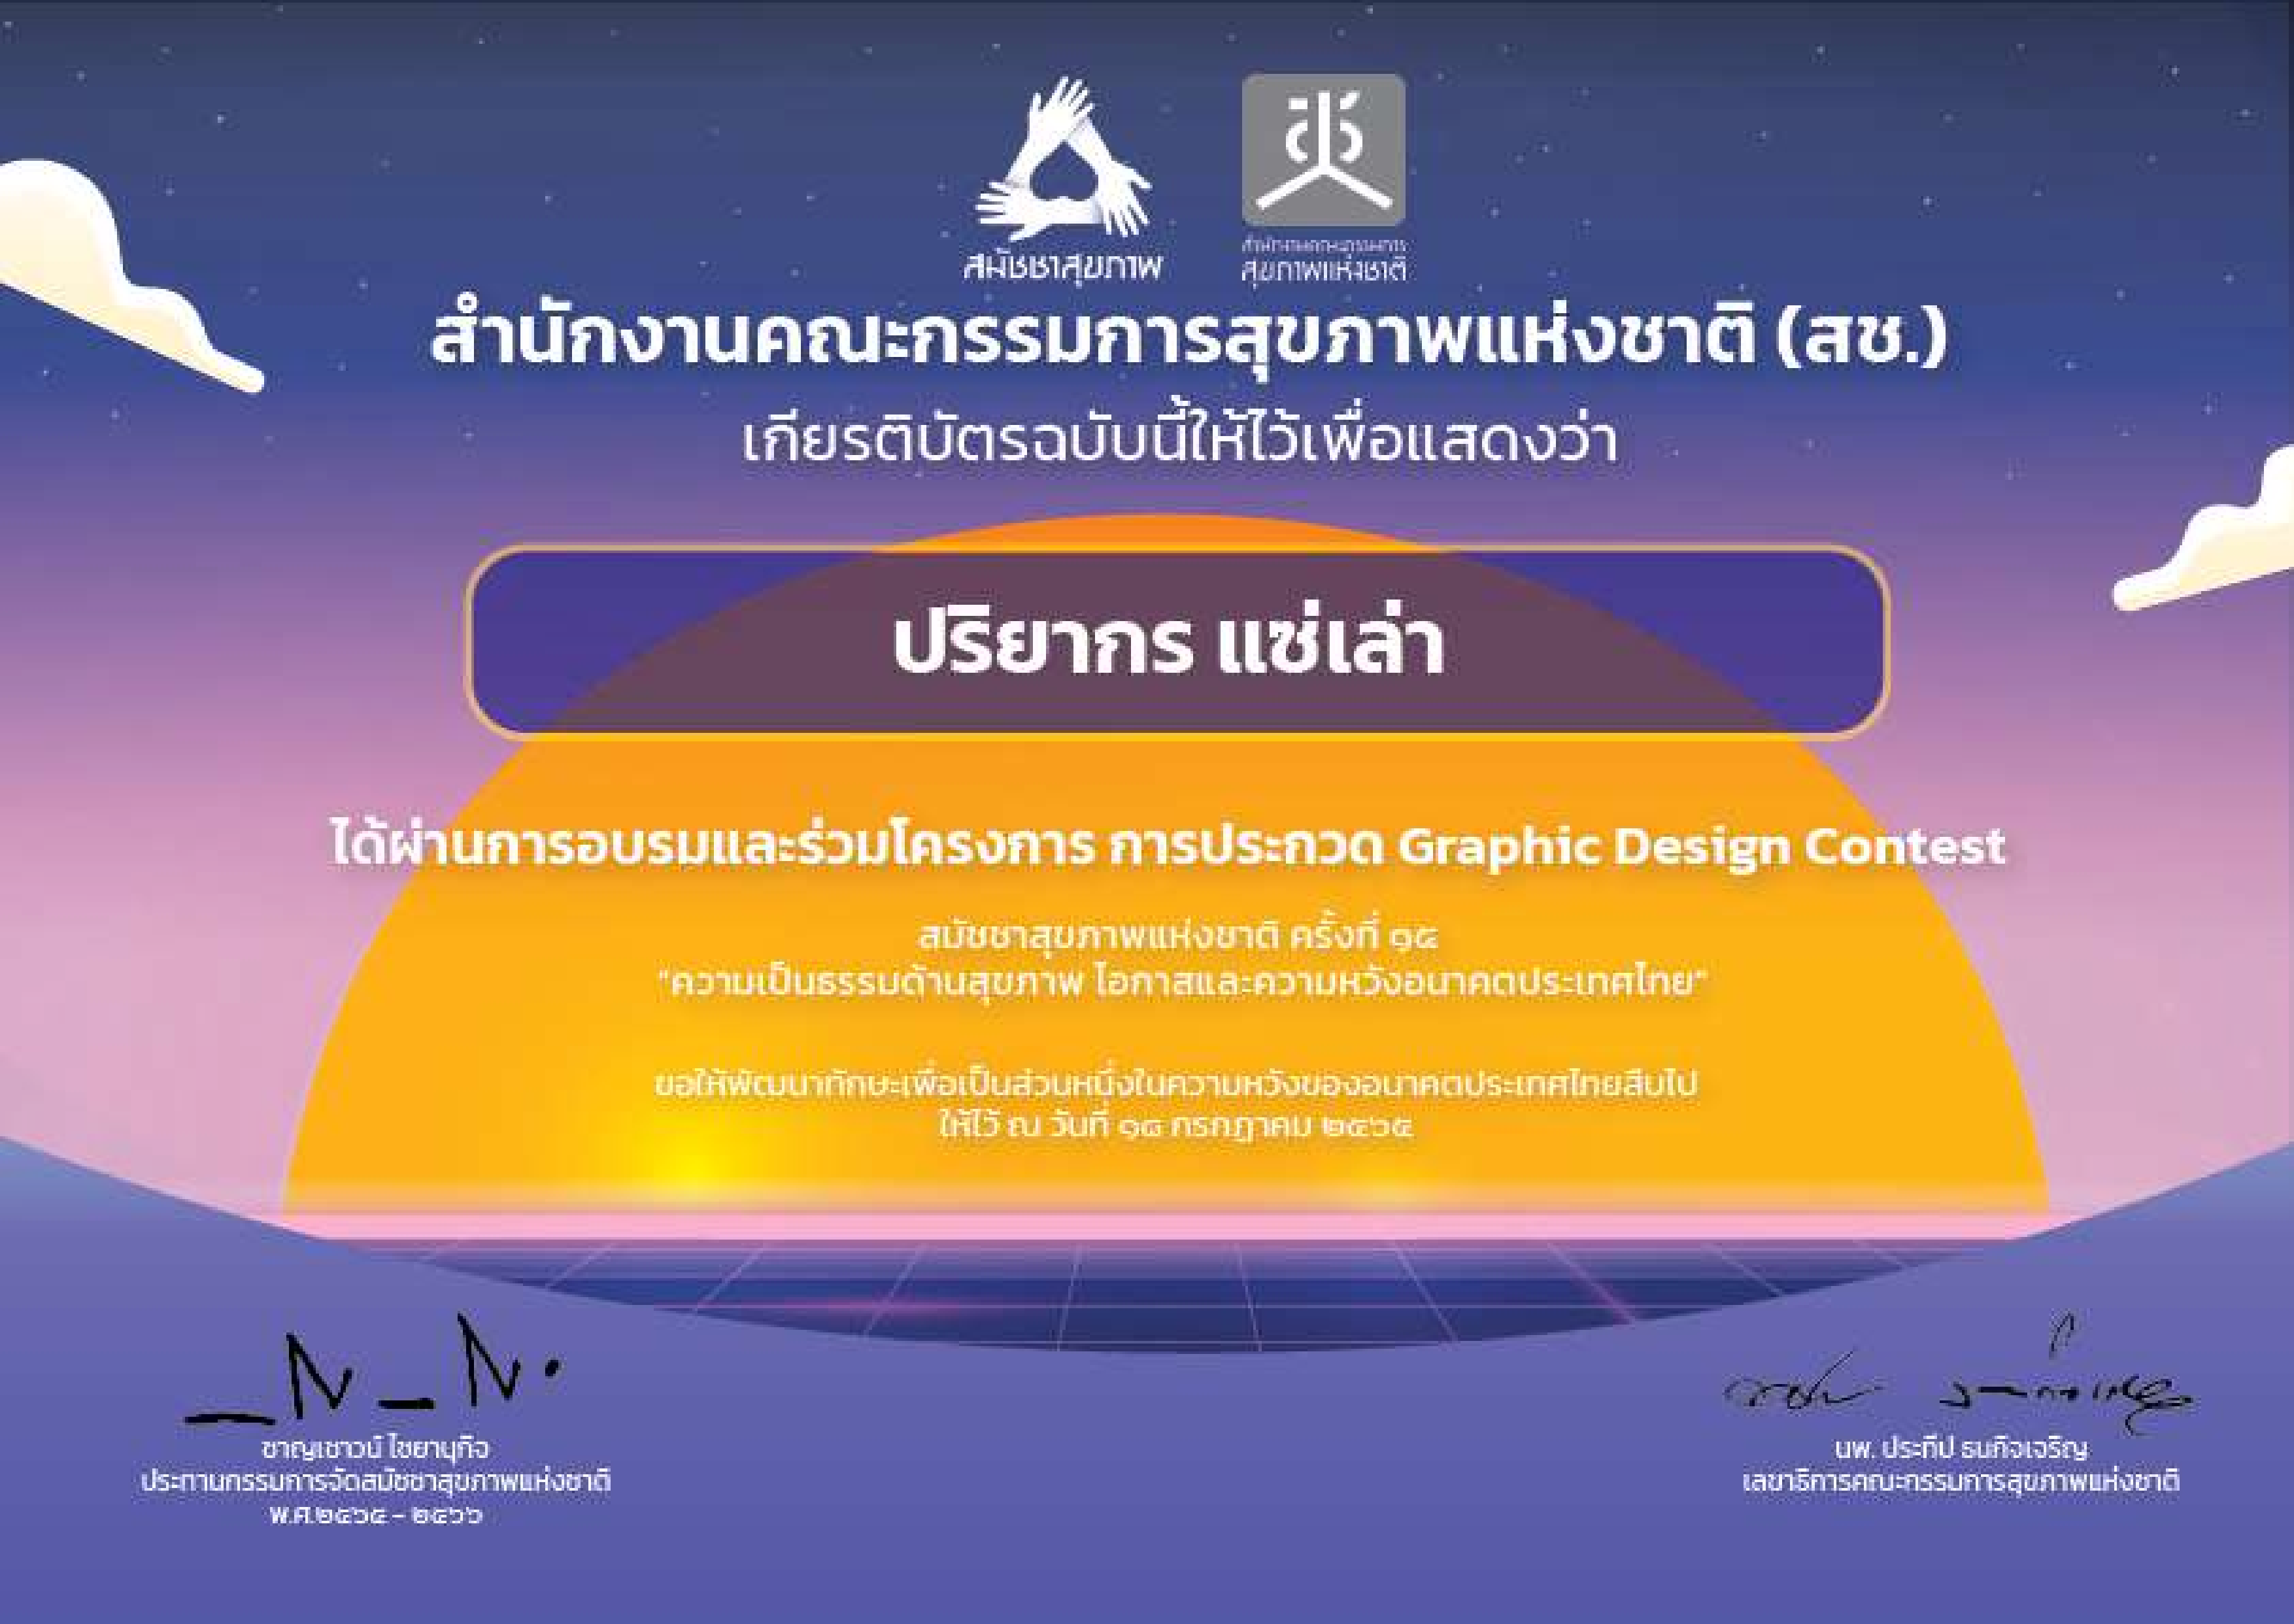 สมัชชาสุขภาพ
สำนักงานคณะกรรมการ
สุขภาพแห่งชาติ
สำนักงานคณะกรรมการสุขภาพแห่งชาติ (สช.)
เกียรติบัตรฉบับนี้ให้ไว้เพื่อแสดงว่า
ปริยากร แซ่เล่า
ได้ผ่านการอบรมและร่วมโครงการ การประกวด Graphic Design Contest
สมัชชาสุขภาพแห่งชาติ ครั้งที่ ๑๕
"ความเป็นธรรมด้านสุขภาพ โอกาสและความหวังอนาคตประเทศไทย"
ขอให้พัฒนาทักษะเพื่อเป็นส่วนหนึ่งในความหวังของอนาคตประเทศไทยสืบไป
ให้ไว้ ณ วันที่ กรกฎาคม ๒๕๖๕
ชาญเชาวน์ ไชยานุกิจ
ประทานกรรมการจัดสมัชชาสุขภาพแห่งชาติ
พ.ศ.๒๕๖๕ - ๒๕๖๖
นพ. ประทีป ธนกิจเจริญ
เลขาธิการคณะกรรมการสุขภาพแห่งชาติ